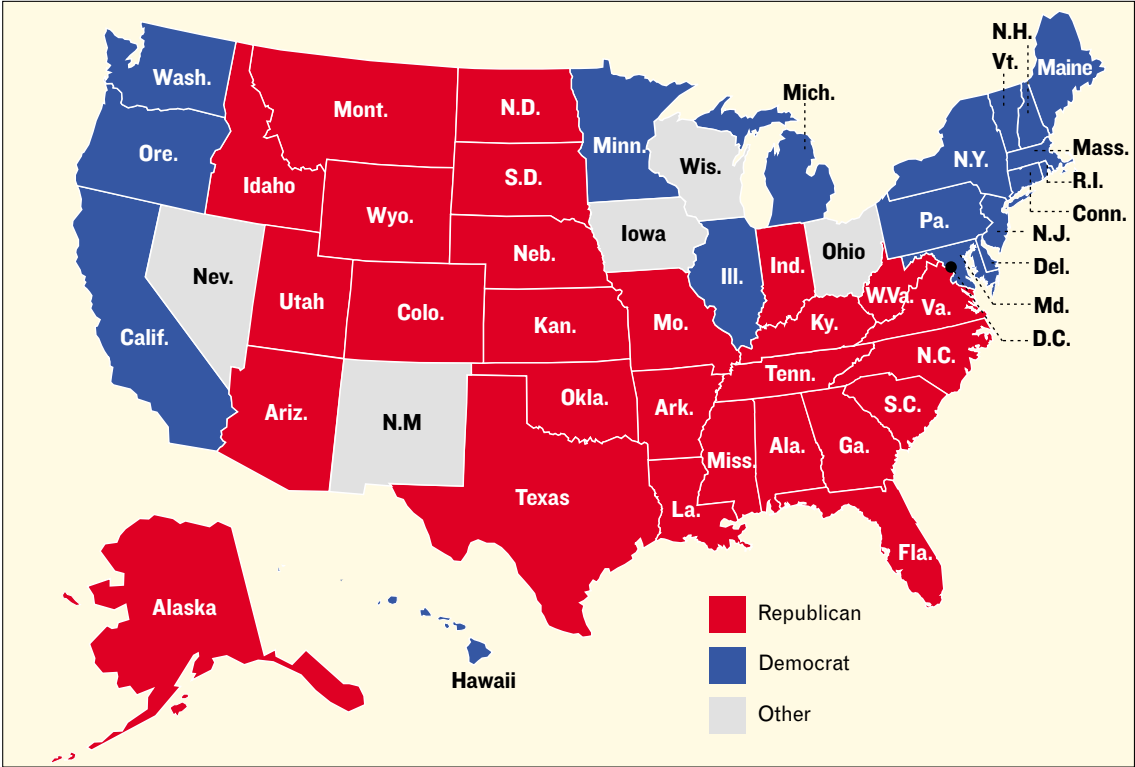 N.H.
Vt.
Maine
Wash.
Mont.
N.D.
Mich.
Minn.
Ore.
Idaho
S.D.
Wis.
N.Y.
Mass.
R.I.
Wyo.
Conn.
Pa.
N.J.
Iowa
Neb.
Ohio
Nev.
Ill.
Ind.
Del.
Utah
Colo.
W.Va.
Va.
Md.
Calif.
Kan.
Mo.
Ky.
D.C.
N.C.
Tenn.
Ariz.
N.M
Okla.
Ark.
S.C.
Miss.
Ala.
Ga.
Texas
La.
Fla.
Alaska
Hawaii
Republican
Democrat
Other